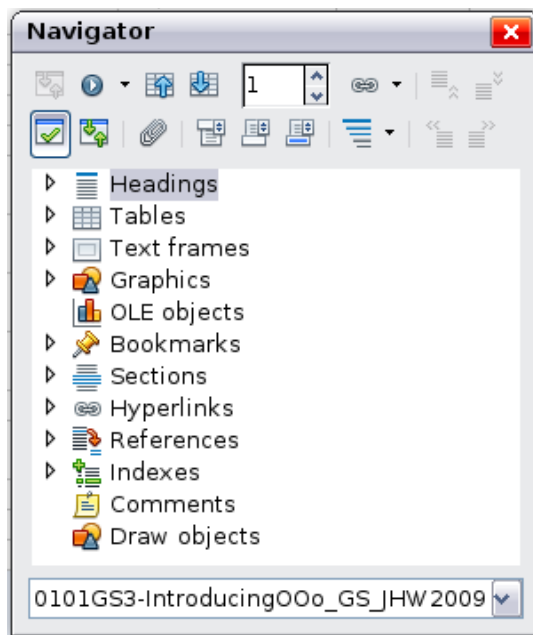 Navigator
1
Headings
Tables
Text frames
Graphics
OLE objects
Bookmarks
Sections
Hyperlinks
References
Indexes
Comments
Draw objects
0101GS3-IntroducingOOo_GS_JHW2009